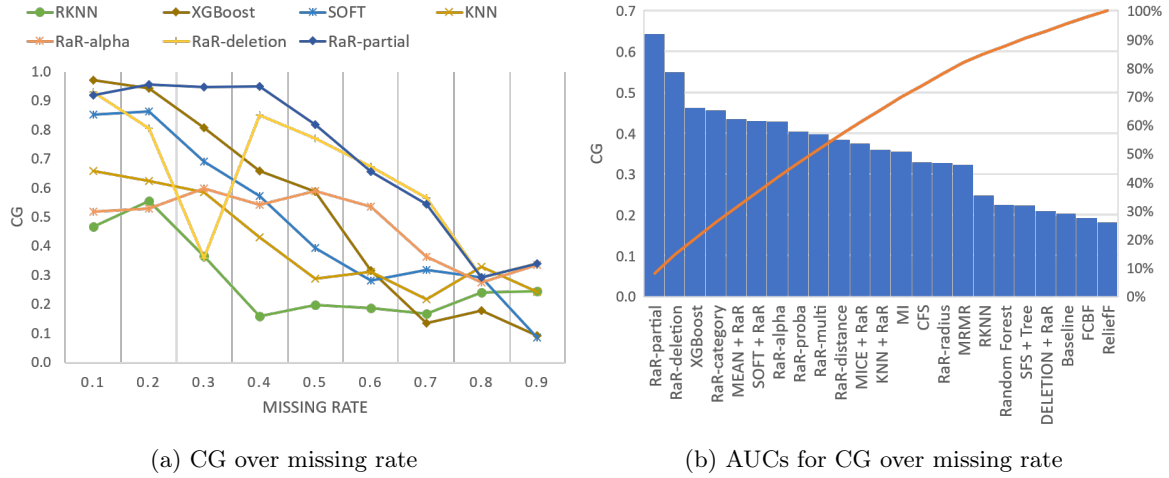 RKNN XGBoost SOFT KNN
RaR-alpha RaR-deletion RaR-partial
CG
1.0
0.9
0.8
0.7
0.6
0.5
0.4
0.3
0.2
0.1
0.0
0.1 0.2 0.3 0.4 0.5 0.6 0.7 0.8 0.9
MISSING RATE
(a) CG over missing rate
CG
0.7
0.6
0.5
0.4
0.3
0.2
0.1
0.0
100%
90%
80%
70%
60%
50%
40%
30%
20%
10%
0%
RaR-partial
RaR-deletion
XGBoost
RaR-category
MEAN + RaR
SOFT + RaR
RaR-alpha
RaR-proba
RaR-multi
RaR-distance
MICE + RaR
KNN + RaR
MI
CFS
RaR-radius
MRMR
RKNN
Random Forest
SFS + Tree
DELETION + RaR
Baseline
FCBF
ReliefF
(b) AUCs for CG over missing rate